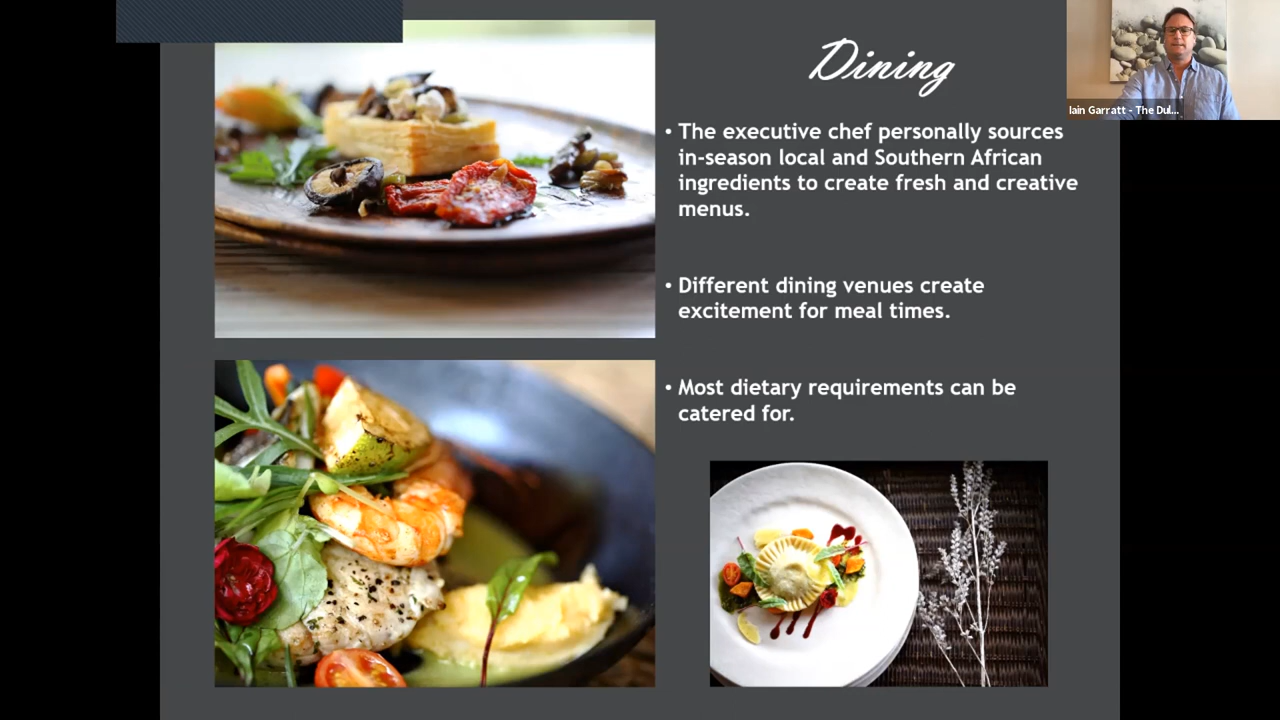 Dining
• The executive chef personally sources
in-season local and Southern African
ingredients to create fresh and creative
menus.
• Different dining venues create
excitement for meal times.
• Most dietary requirements can be
catered for.
Iain Garratt - The Dul...